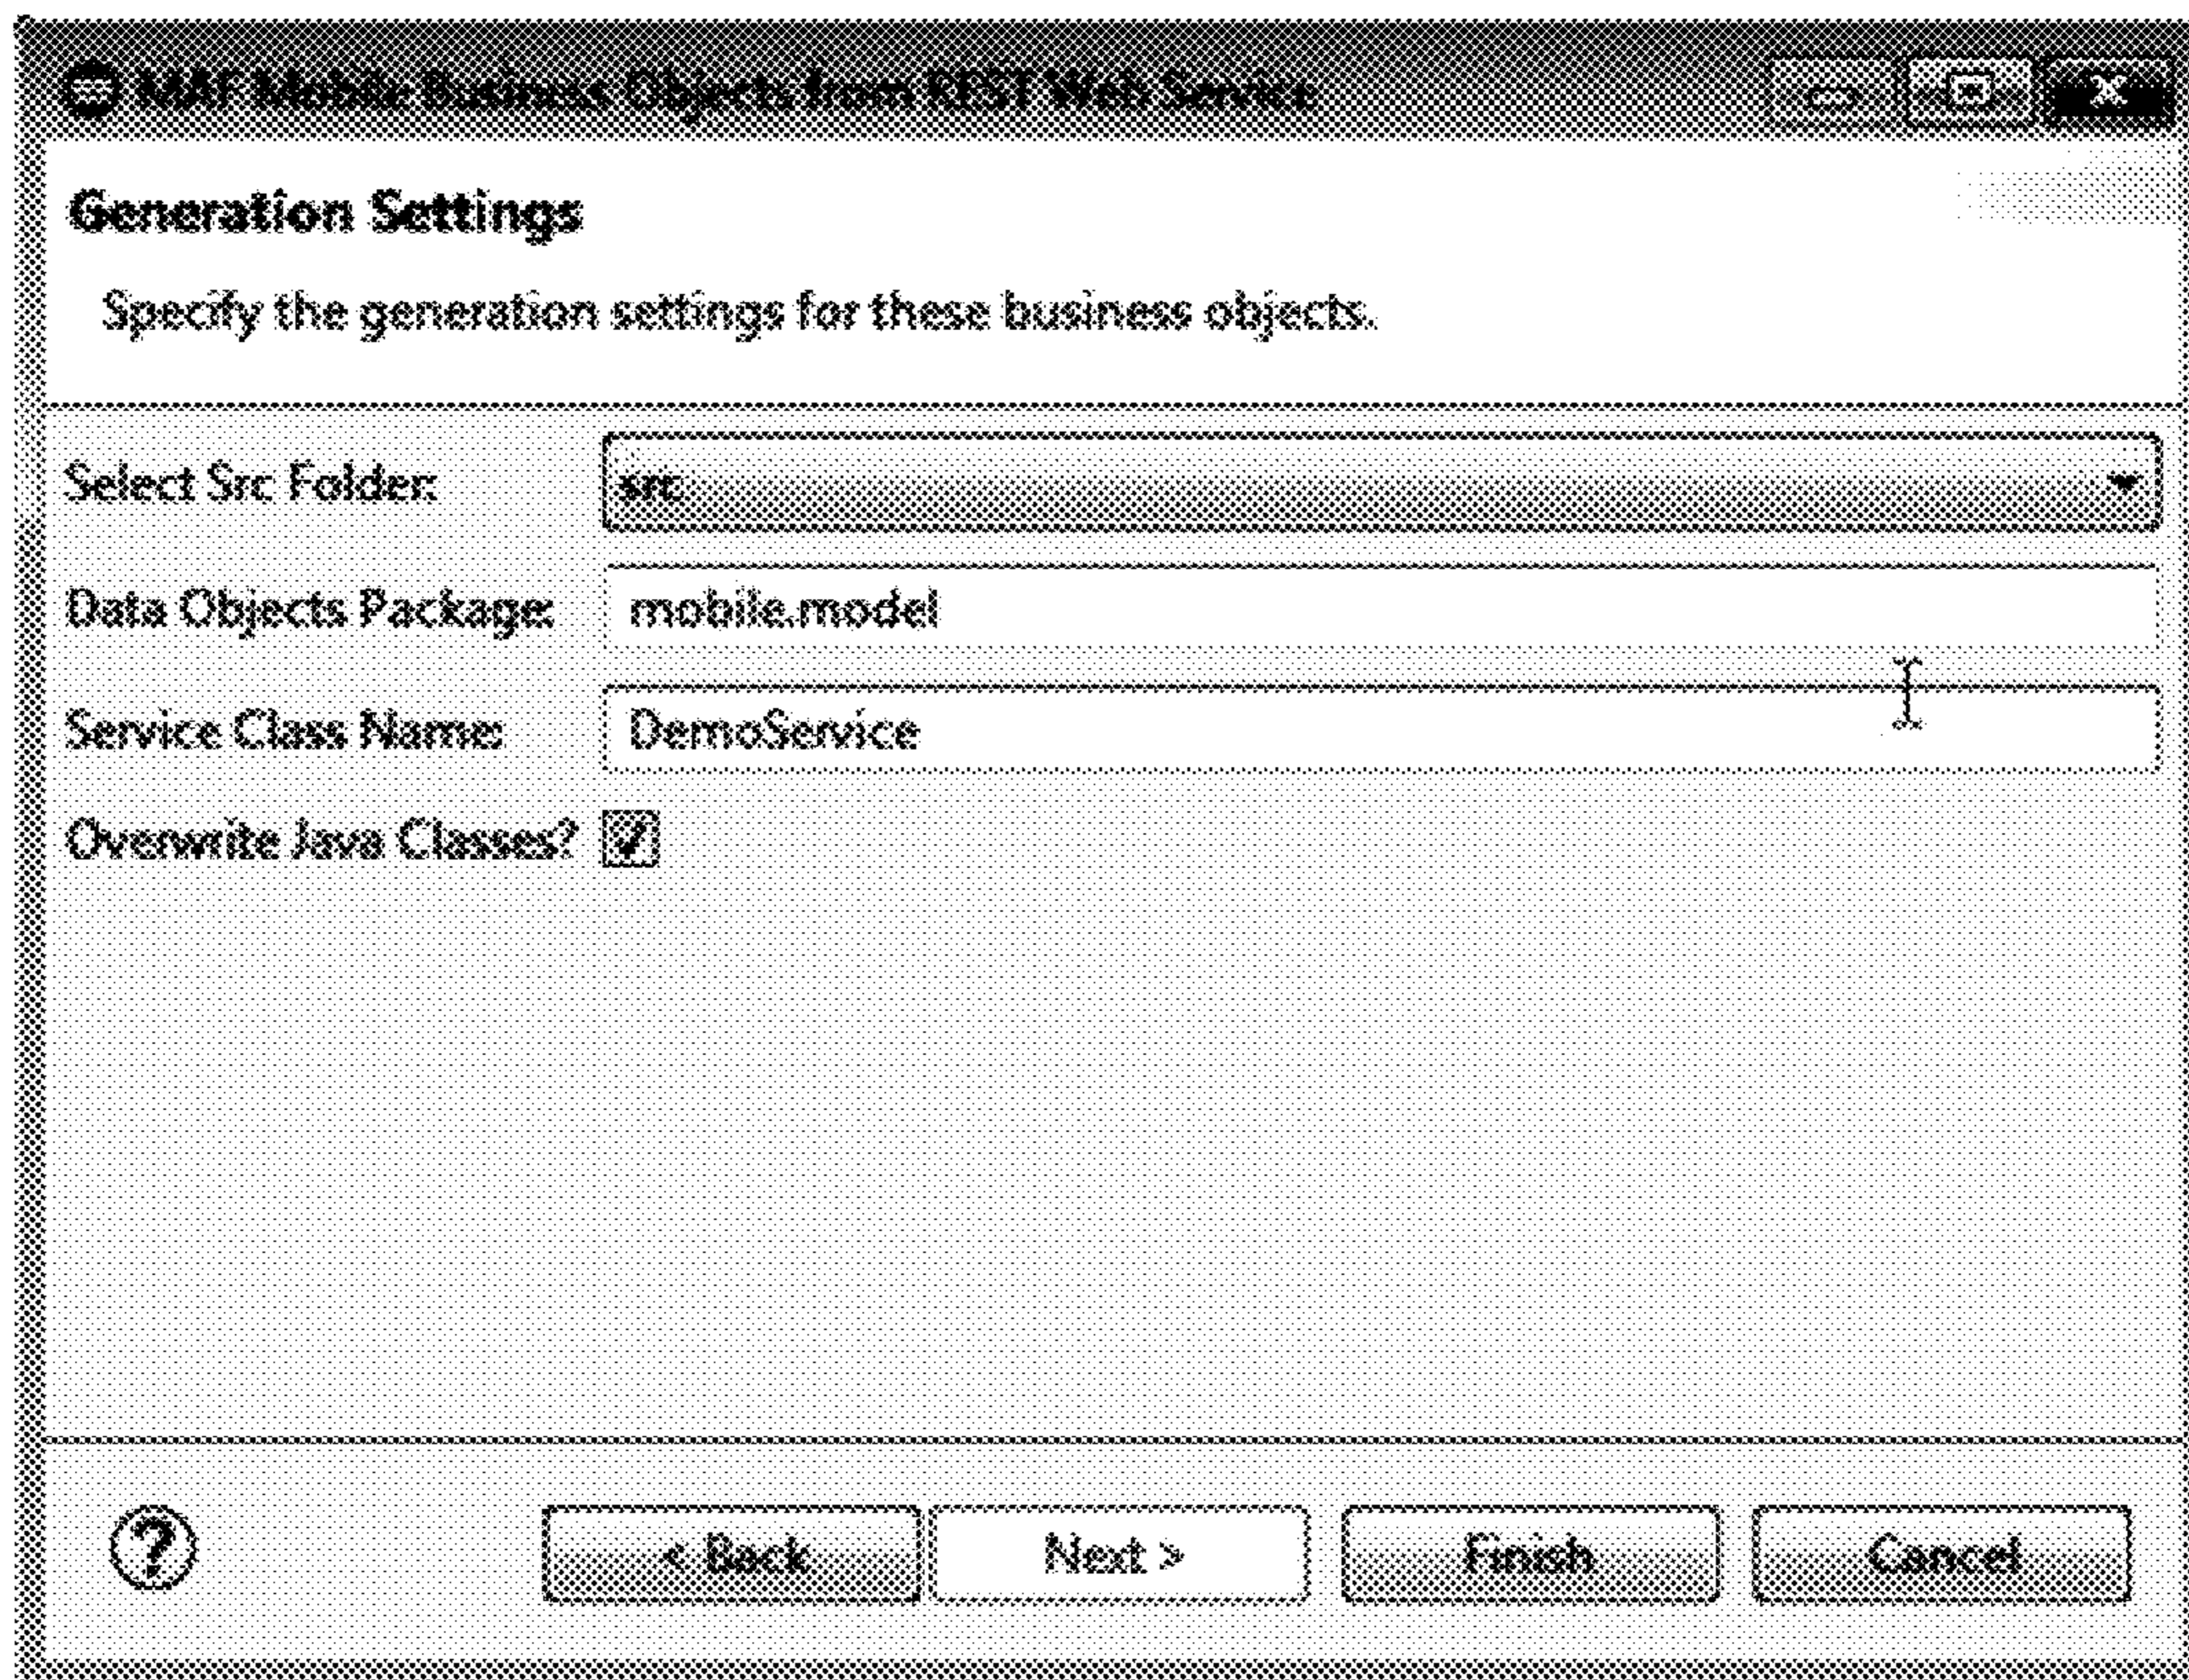 MAF Mobile Business Objects from REST Web Service
Generation Settings
Specify the generation settings for these business objects.
Select Src Folder: src
Data Objects Package: mobile.model
Service Class Name: DemoService
Overwrite Java Classes?
? < Back Next > Finish Cancel